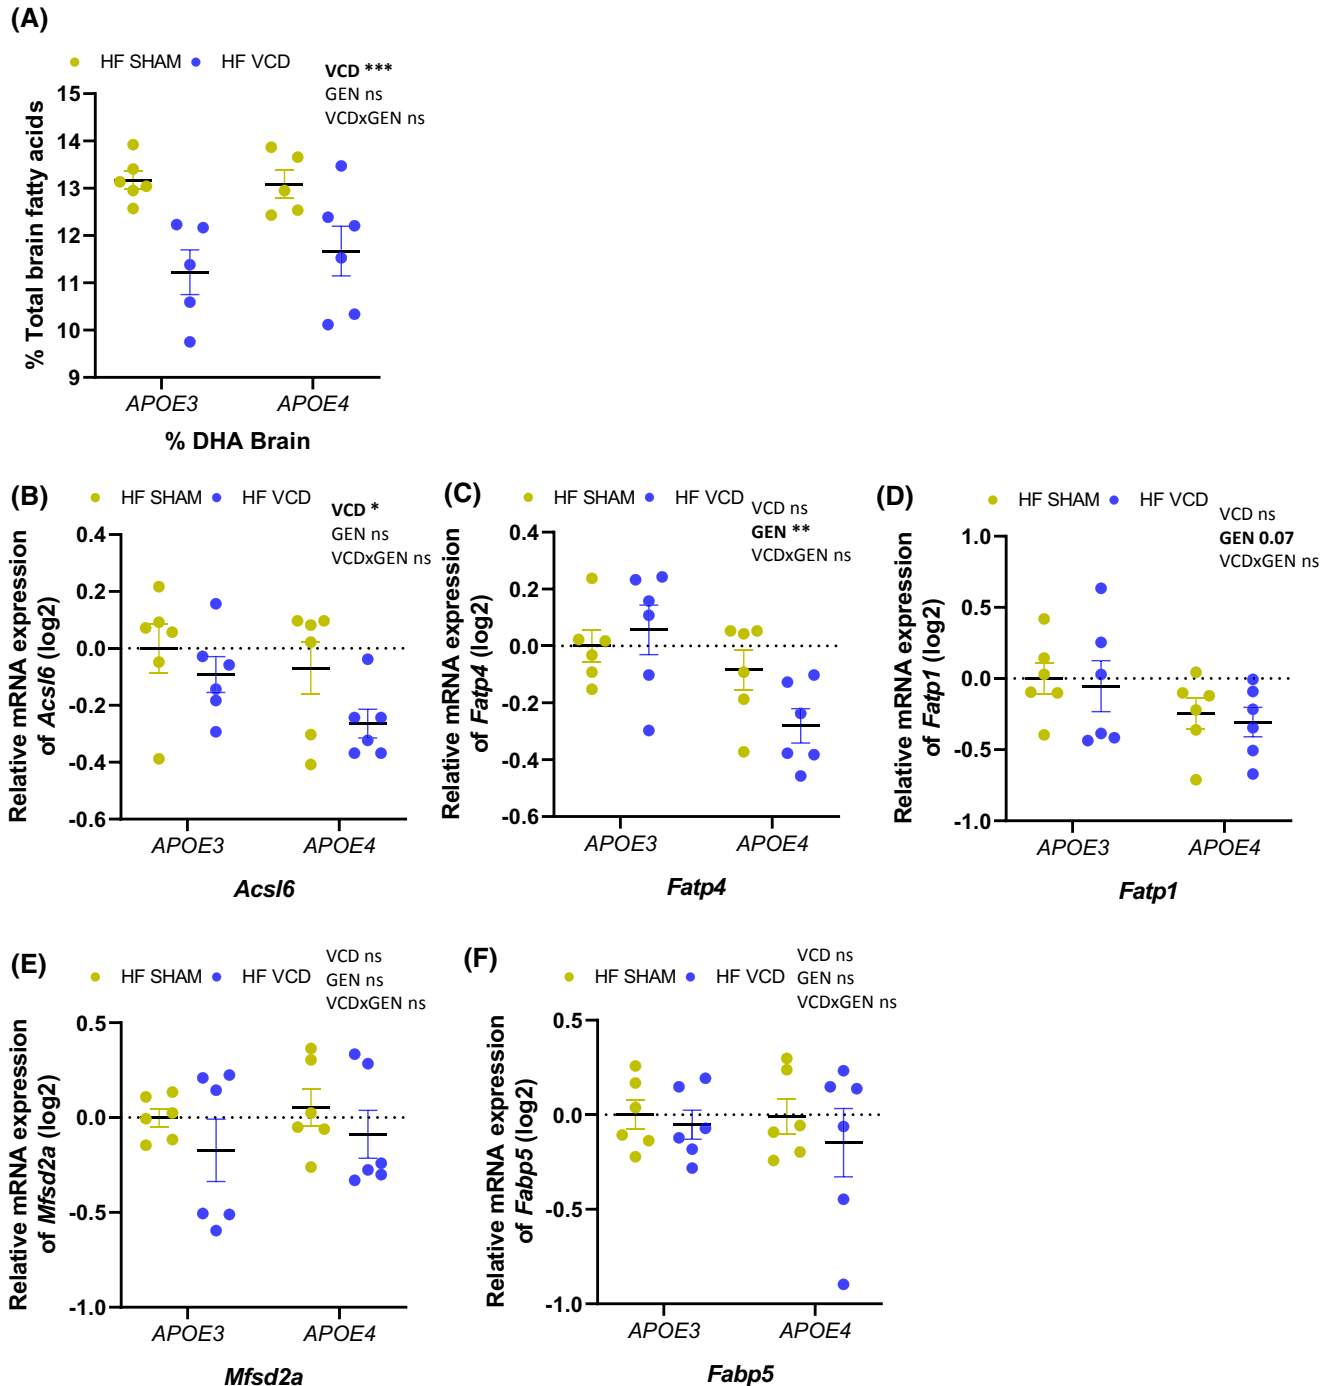 (A)
HF SHAM HF VCD
VCD ***
GEN ns
VCDxGEN ns
% Total brain fatty acids
15
14
13
12
11
10
9
APOE3 APOE4
% DHA Brain
(B)
HF SHAM HF VCD
VCD *
GEN ns
VCDxGEN ns
Relative mRNA expression
of Acsl6 (log2)
0.4
0.2
0.0
-0.2
-0.4
-0.6
APOE3 APOE4
Acsl6
(C)
HF SHAM HF VCD
VCD ns
GEN **
VCDxGEN ns
Relative mRNA expression
of Fatp4 (log2)
0.4
0.2
0.0
-0.2
-0.4
-0.6
APOE3 APOE4
Fatp4
(D)
HF SHAM HF VCD
VCD ns
GEN 0.07
VCDxGEN ns
Relative mRNA expression
of Fatp1 (log2)
1.0
0.5
0.0
-0.5
-1.0
APOE3 APOE4
Fatp1
(E)
HF SHAM HF VCD
VCD ns
GEN ns
VCDxGEN ns
Relative mRNA expression
of Mfsd2a (log2)
0.5
0.0
-0.5
-1.0
APOE3 APOE4
Mfsd2a
(F)
HF SHAM HF VCD
VCD ns
GEN ns
VCDxGEN ns
Relative mRNA expression
of Fabp5 (log2)
0.5
0.0
-0.5
-1.0
APOE3 APOE4
Fabp5